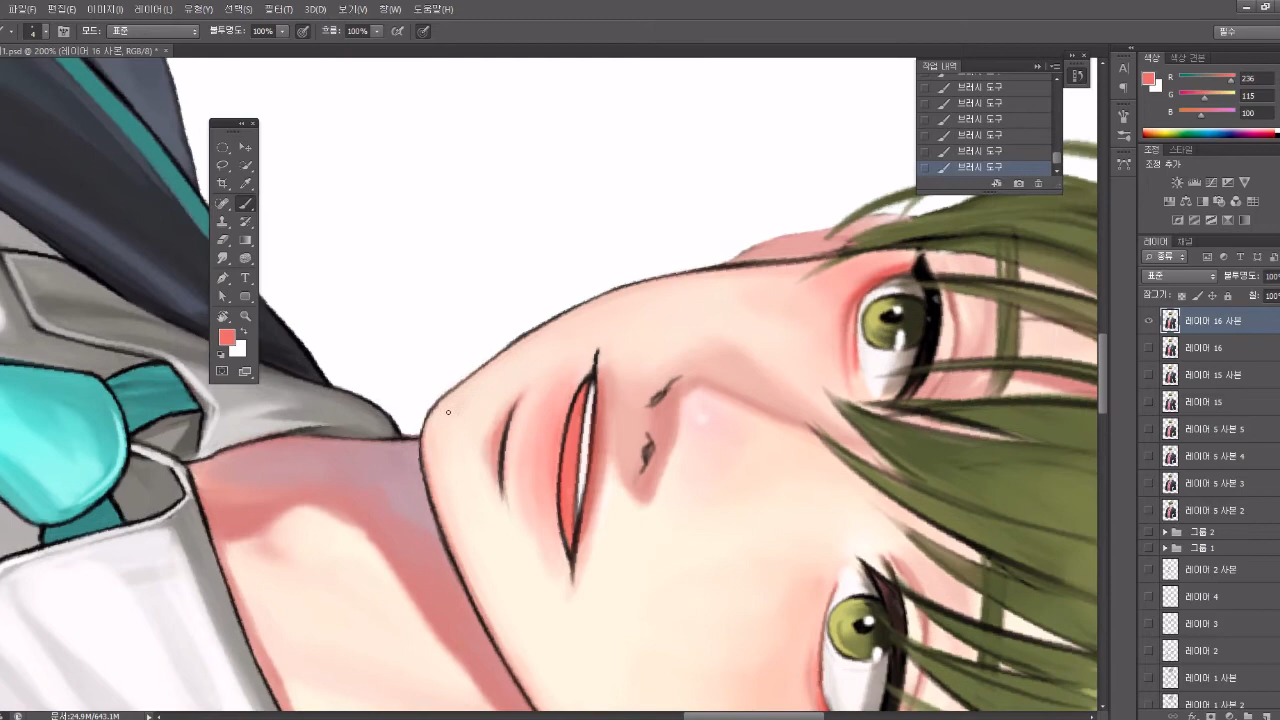 파일(F) 편집(E) 이미지(I) 레이어(L) 유형(Y) 선택(S) 필터(T) 3D(D) 보기(V) 창(W) 도움말(H)
4 모드: 표준 불투명도: 100% 흐름: 100% 필수
1.psd @ 200% (레이어 16 사본, RGB/8) *
작업 내역
브러시 도구
브러시 도구
브러시 도구
브러시 도구
브러시 도구
브러시 도구
색상 색상 견본
R 236
G 115
B 100
조정 스타일
조정 추가
레이어 채널
종류
표준 불투명도: 100%
잠그기: 칠: 100%
레이어 16 사본
레이어 16
레이어 15 사본
레이어 15
레이어 5 사본 5
레이어 5 사본 4
레이어 5 사본 3
레이어 5 사본 2
그룹 2
그룹 1
레이어 2 사본
레이어 4
레이어 3
레이어 2
레이어 1 사본
레이어 1 사본 2
문서:24.9M/643.1M